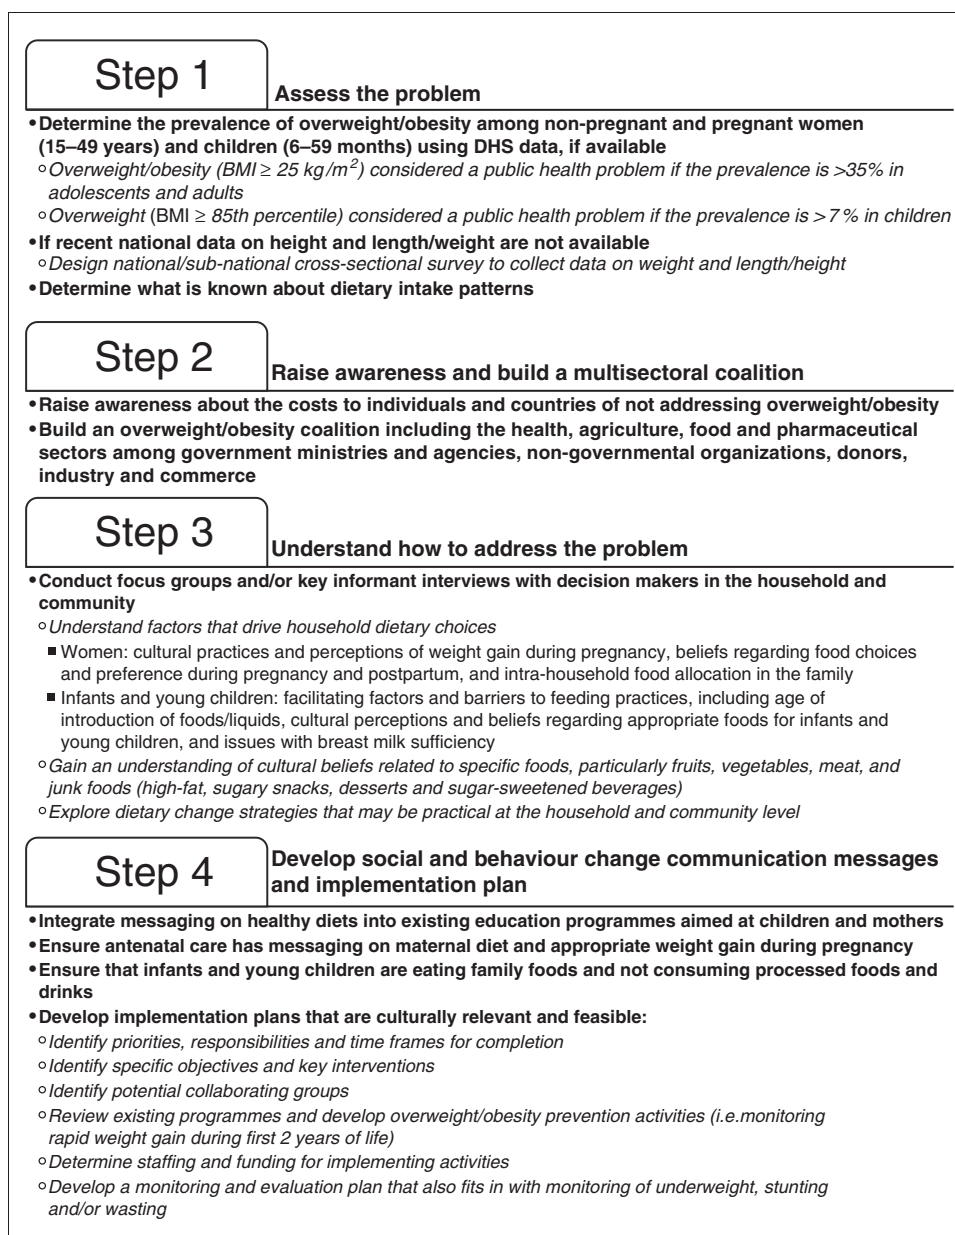 Step 1
Assess the problem
•Determine the prevalence of overweight/obesity among non-pregnant and pregnant women
(15–49 years) and children (6–59 months) using DHS data, if available
○Overweight/obesity (BMI ≥ 25 kg/m²) considered a public health problem if the prevalence is >35% in
adolescents and adults
○Overweight (BMI ≥ 85th percentile) considered a public health problem if the prevalence is >7 % in children
•If recent national data on height and length/weight are not available
○Design national/sub-national cross-sectional survey to collect data on weight and length/height
•Determine what is known about dietary intake patterns
Step 2
Raise awareness and build a multisectoral coalition
•Raise awareness about the costs to individuals and countries of not addressing overweight/obesity
•Build an overweight/obesity coalition including the health, agriculture, food and pharmaceutical
sectors among government ministries and agencies, non-governmental organizations, donors,
industry and commerce
Step 3
Understand how to address the problem
•Conduct focus groups and/or key informant interviews with decision makers in the household and
community
○Understand factors that drive household dietary choices
■ Women: cultural practices and perceptions of weight gain during pregnancy, beliefs regarding food choices
and preference during pregnancy and postpartum, and intra-household food allocation in the family
■ Infants and young children: facilitating factors and barriers to feeding practices, including age of
introduction of foods/liquids, cultural perceptions and beliefs regarding appropriate foods for infants and
young children, and issues with breast milk sufficiency
○Gain an understanding of cultural beliefs related to specific foods, particularly fruits, vegetables, meat, and
junk foods (high-fat, sugary snacks, desserts and sugar-sweetened beverages)
○Explore dietary change strategies that may be practical at the household and community level
Step 4
Develop social and behaviour change communication messages
and implementation plan
•Integrate messaging on healthy diets into existing education programmes aimed at children and mothers
•Ensure antenatal care has messaging on maternal diet and appropriate weight gain during pregnancy
•Ensure that infants and young children are eating family foods and not consuming processed foods and
drinks
•Develop implementation plans that are culturally relevant and feasible:
○Identify priorities, responsibilities and time frames for completion
○Identify specific objectives and key interventions
○Identify potential collaborating groups
○Review existing programmes and develop overweight/obesity prevention activities (i.e.monitoring
rapid weight gain during first 2 years of life)
○Determine staffing and funding for implementing activities
○Develop a monitoring and evaluation plan that also fits in with monitoring of underweight, stunting
and/or wasting